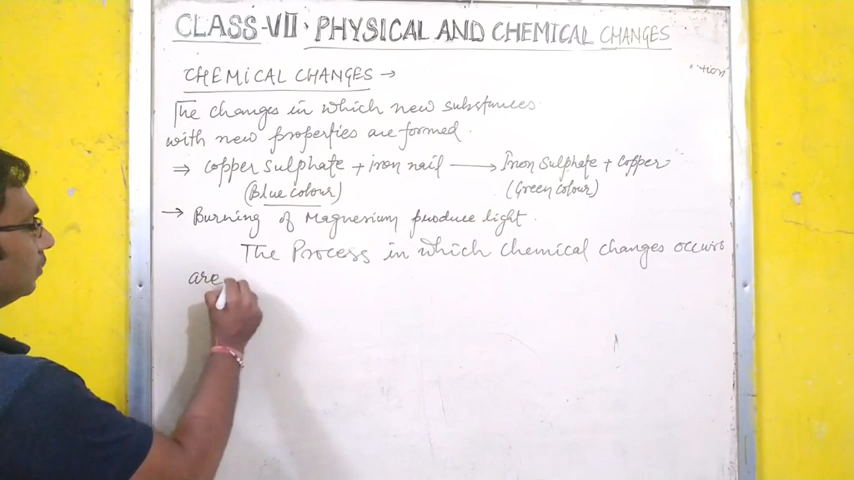 CLASS-VII · PHYSICAL AND CHEMICAL CHANGES
CHEMICAL CHANGES →
The changes in which new substances
with new properties are formed.
⇒ Copper sulphate + iron nail → Iron Sulphate + Copper
(Blue colour) (Green colour)
→ Burning of Magnesium produce light.
The Process in which chemical changes occurs
are